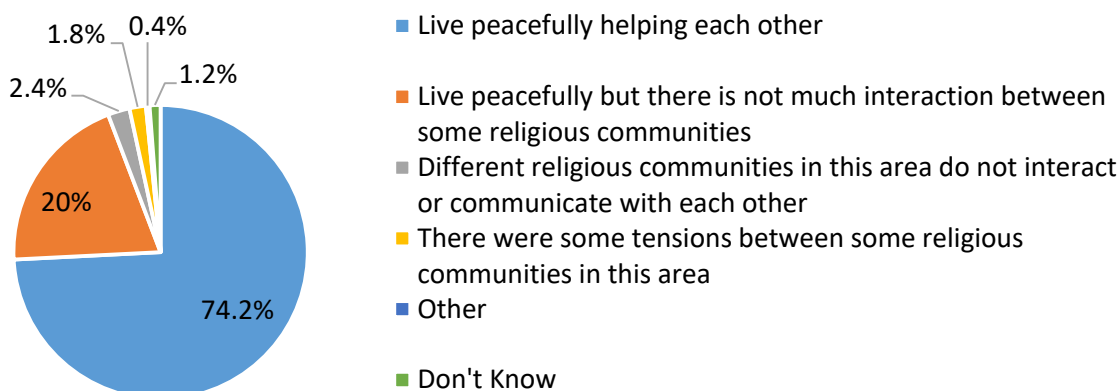 1.8%
0.4%
2.4%
1.2%
20%
74.2%
Live peacefully helping each other
Live peacefully but there is not much interaction between
some religious communities
Different religious communities in this area do not interact
or communicate with each other
There were some tensions between some religious
communities in this area
Other
Don't Know